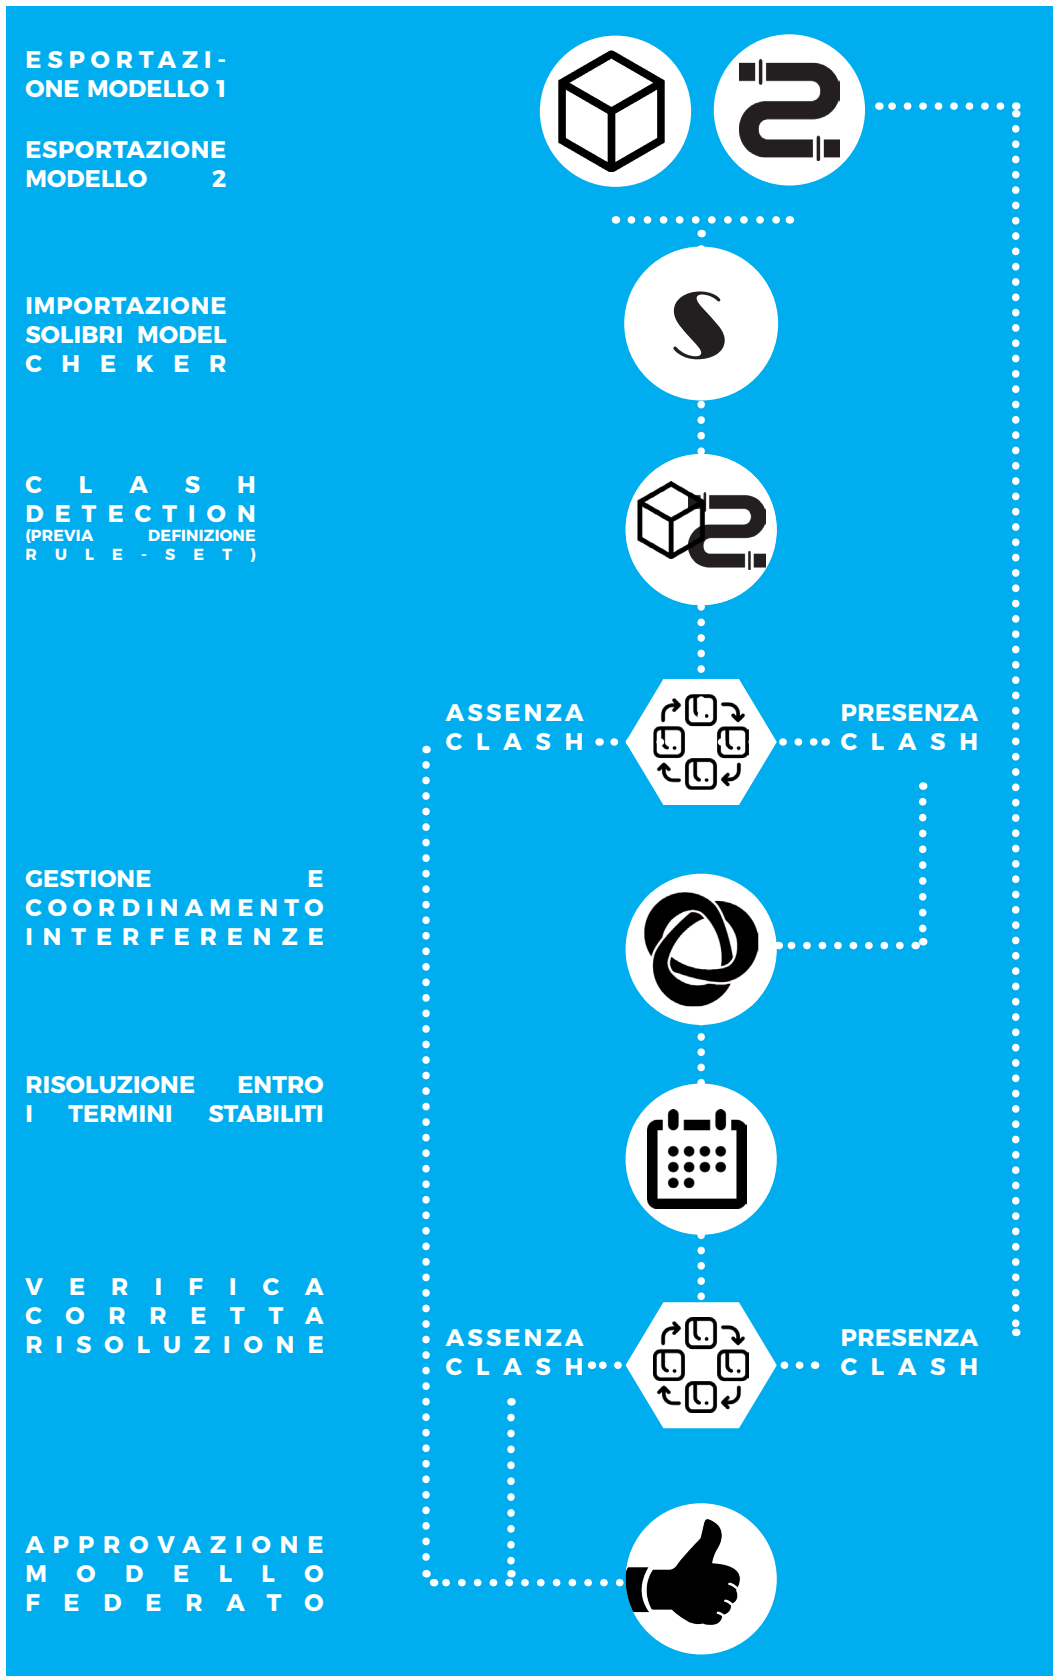 ESPORTAZI-
ONE MODELLO 1
ESPORTAZIONE
MODELLO 2
IMPORTAZIONE
SOLIBRI MODEL
CHEKER
S
CLASH
DETECTION
(PREVIA DEFINIZIONE
RULE-SET)
ASSENZA
CLASH
PRESENZA
CLASH
GESTIONE E
COORDINAMENTO
INTERFERENZE
RISOLUZIONE ENTRO
I TERMINI STABILITI
VERIFICA
CORRETTA
RISOLUZIONE
ASSENZA
CLASH
PRESENZA
CLASH
APPROVAZIONE
MODELLO
FEDERATO